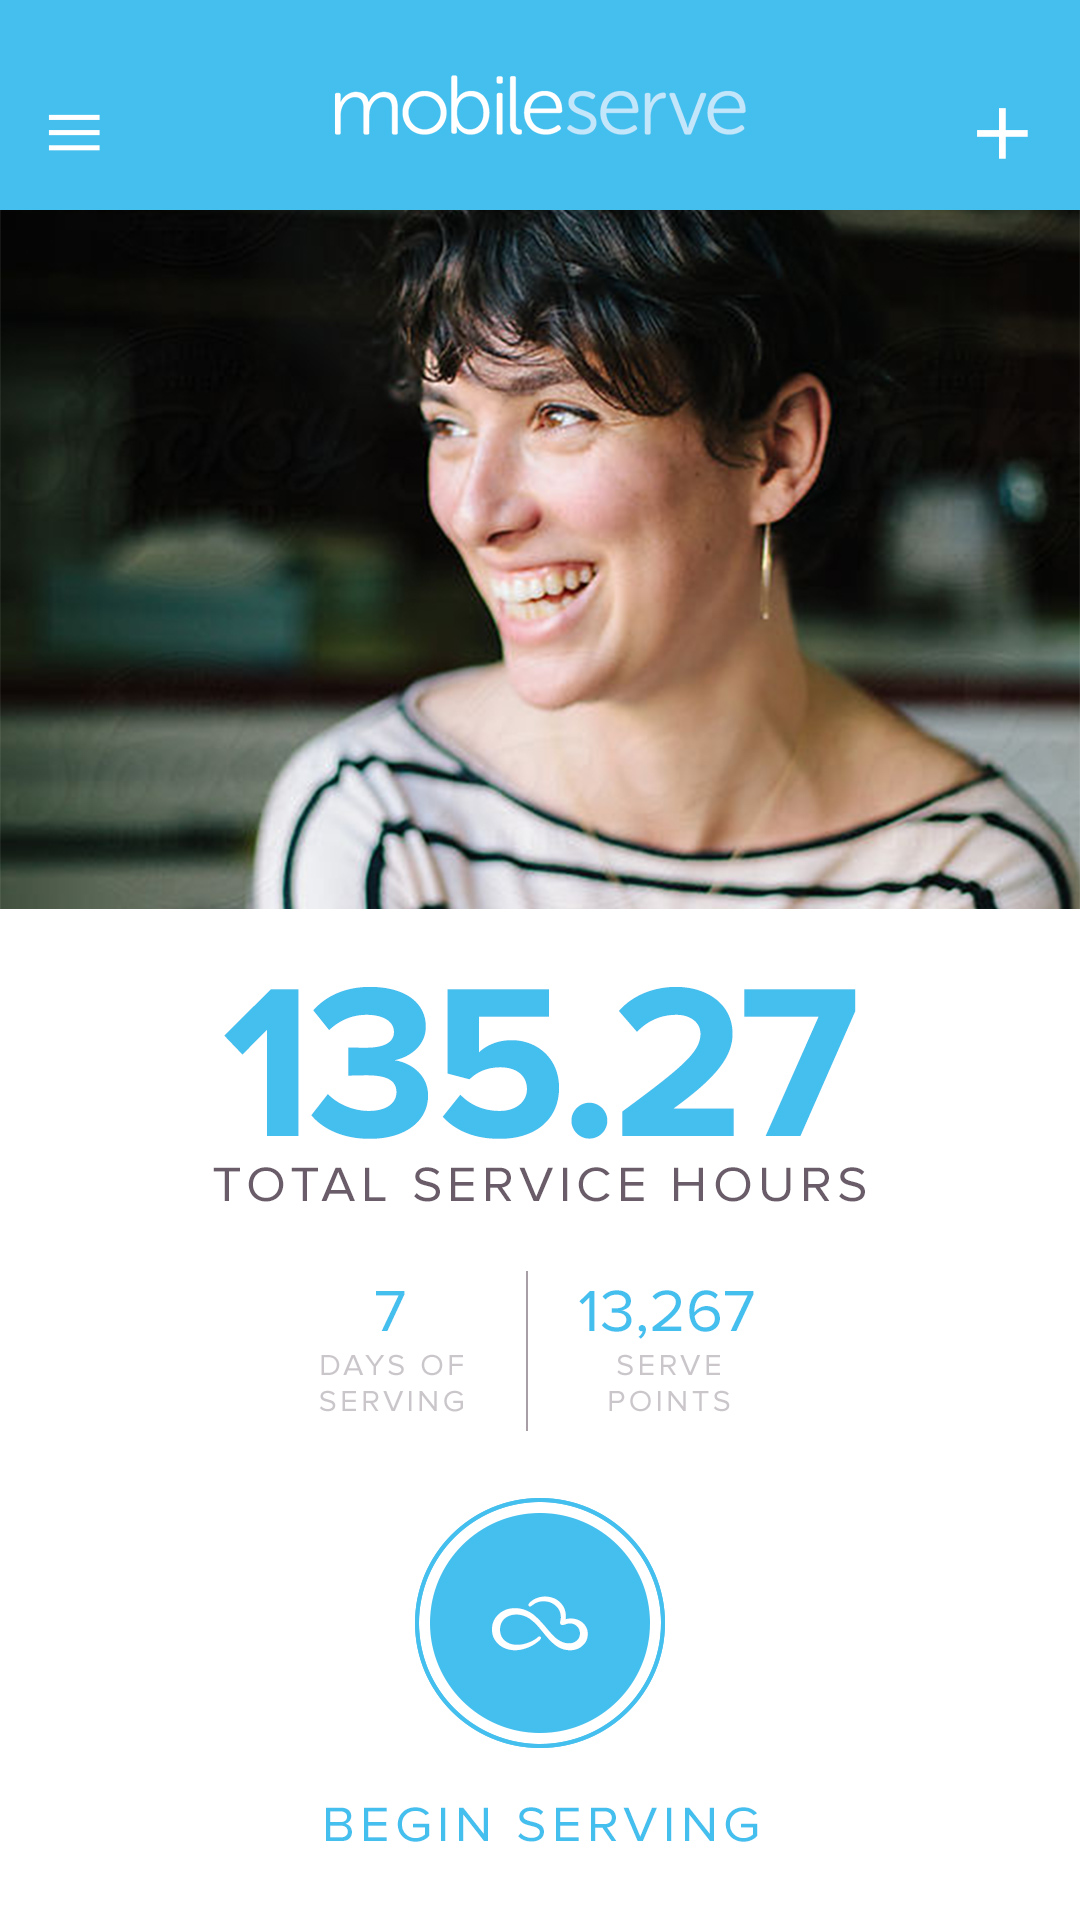 mobileserve
135.27
TOTAL SERVICE HOURS
7
DAYS OF
SERVING
13,267
SERVE
POINTS
BEGIN SERVING